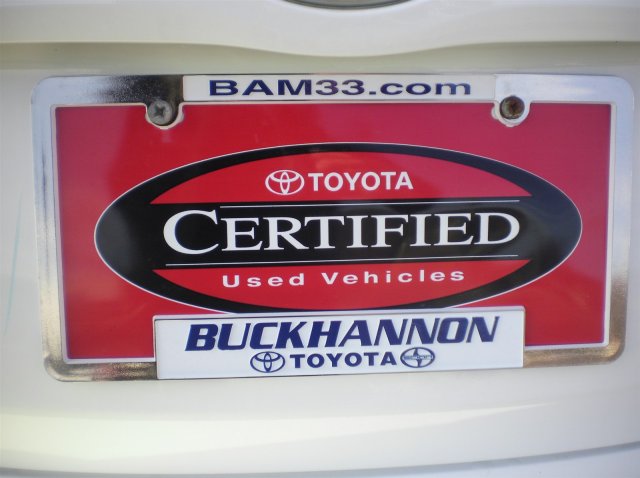 BAM33.com
TOYOTA
CERTIFIED
Used Vehicles
BUCKHANNON
TOYOTA